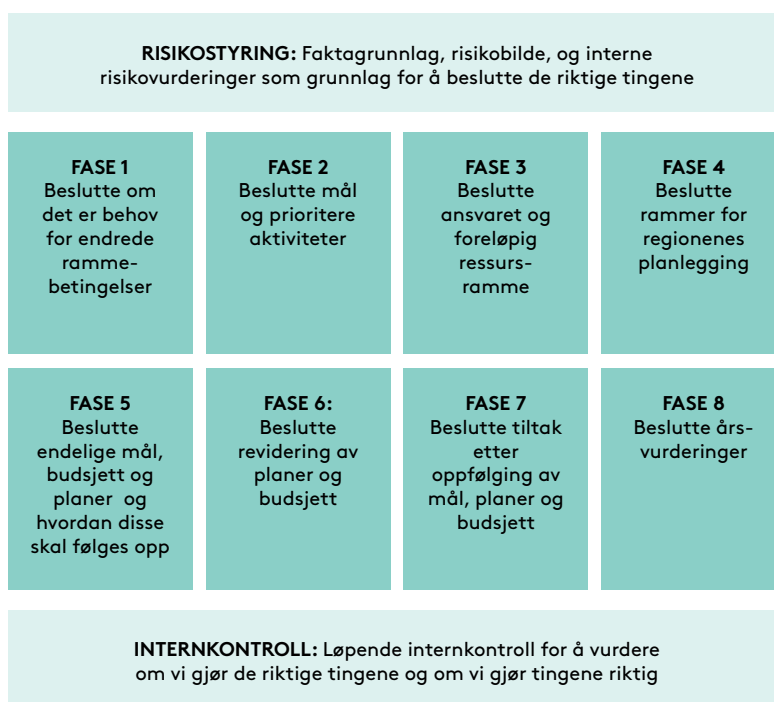 RISIKOSTYRING: Faktagrunnlag, risikobilde, og interne
risikovurderinger som grunnlag for å beslutte de riktige tingene
FASE 1
Beslutte om
det er behov
for endrede
ramme-
betingelser
FASE 2
Beslutte mål
og prioritere
aktiviteter
FASE 3
Beslutte
ansvaret og
foreløpig
ressurs-
ramme
FASE 4
Beslutte
rammer for
regionenes
planlegging
FASE 5
Beslutte
endelige mål,
budsjett og
planer og
hvordan disse
skal følges opp
FASE 6:
Beslutte
revidering av
planer og
budsjett
FASE 7
Beslutte tiltak
etter
oppfølging av
mål, planer og
budsjett
FASE 8
Beslutte års-
vurderinger
INTERNKONTROLL: Løpende internkontroll for å vurdere
om vi gjør de riktige tingene og om vi gjør tingene riktig